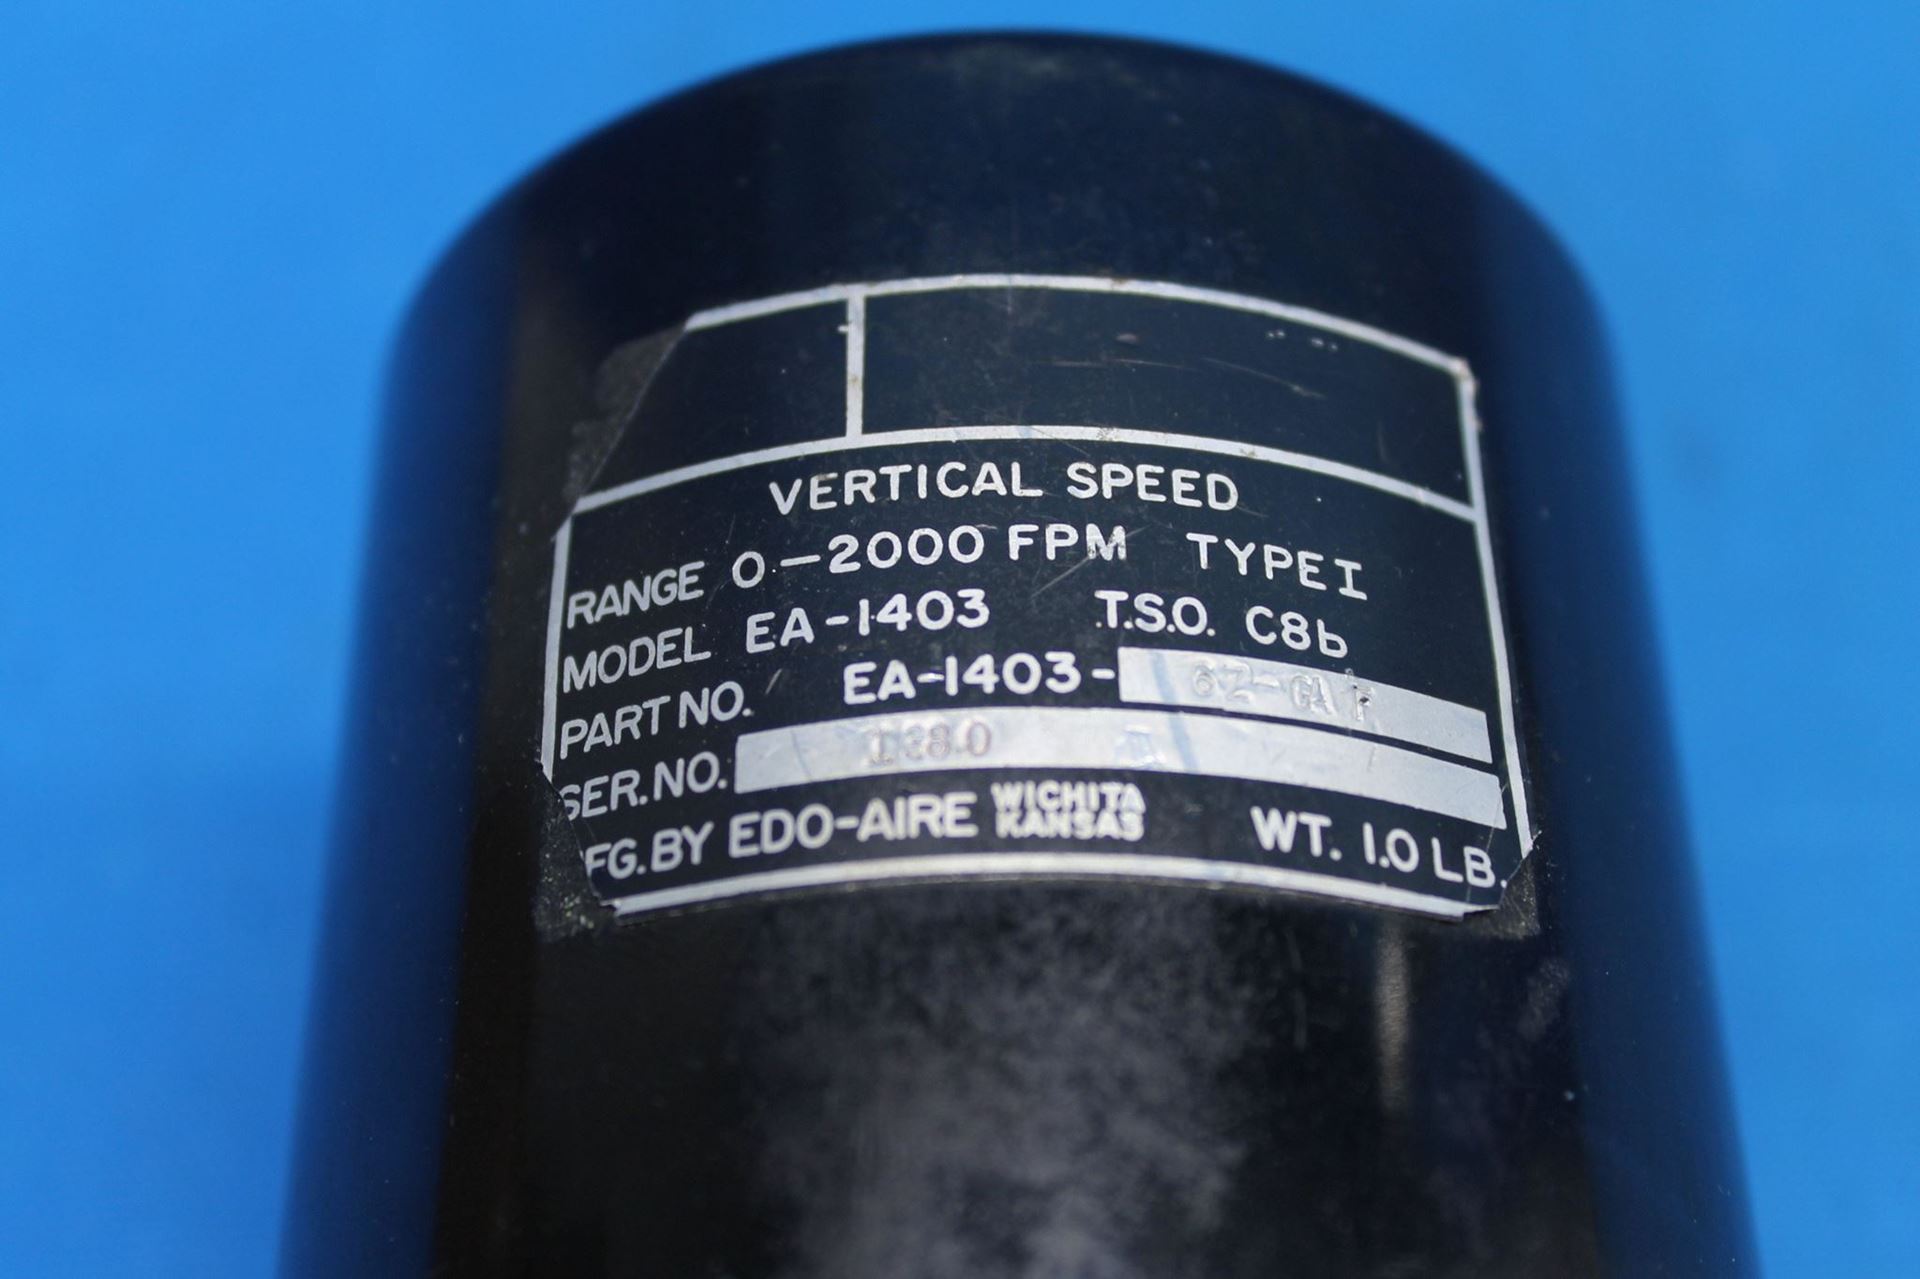 VERTICAL SPEED
RANGE 0-2000 FPM TYPE I
MODEL EA-1403 T.S.O. C8b
PART NO. EA-1403-
SER. NO.
FG. BY EDO-AIRE WICHITA KANSAS WT. 1.0 LB.